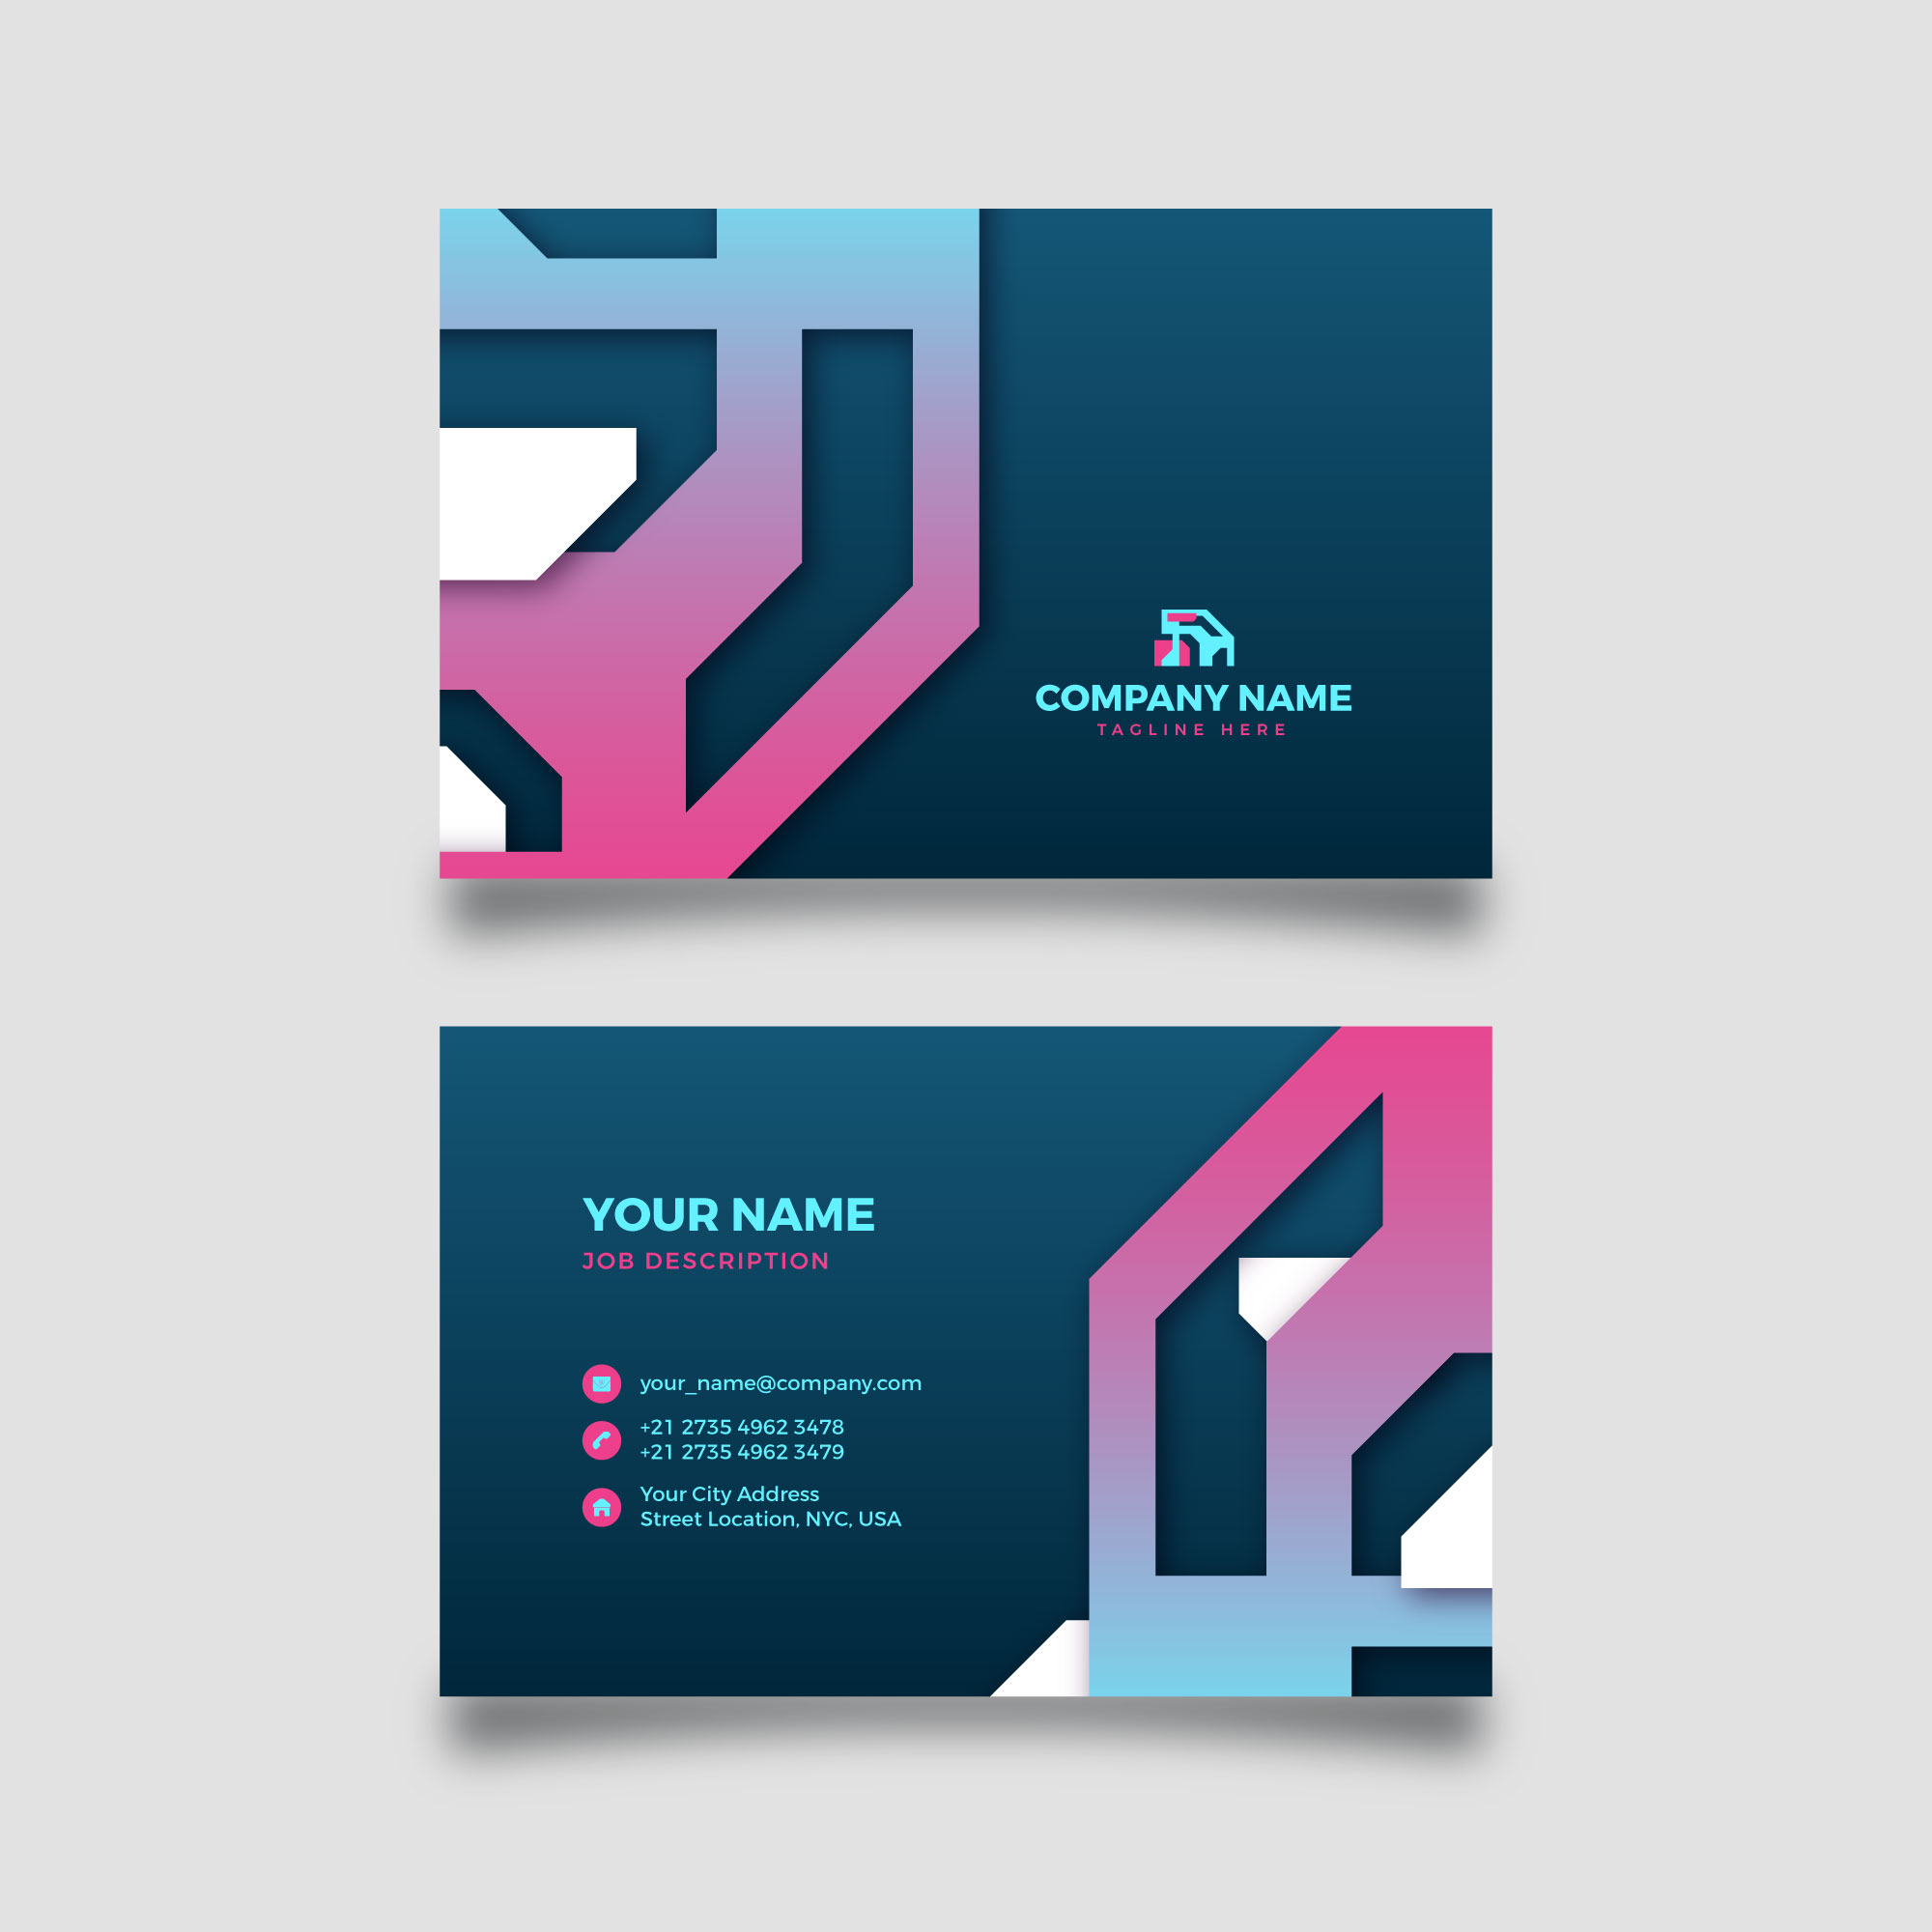 COMPANY NAME
TAGLINE HERE
YOUR NAME
JOB DESCRIPTION
your_name@company.com
+21 2735 4962 3478
+21 2735 4962 3479
Your City Address
Street Location, NYC, USA